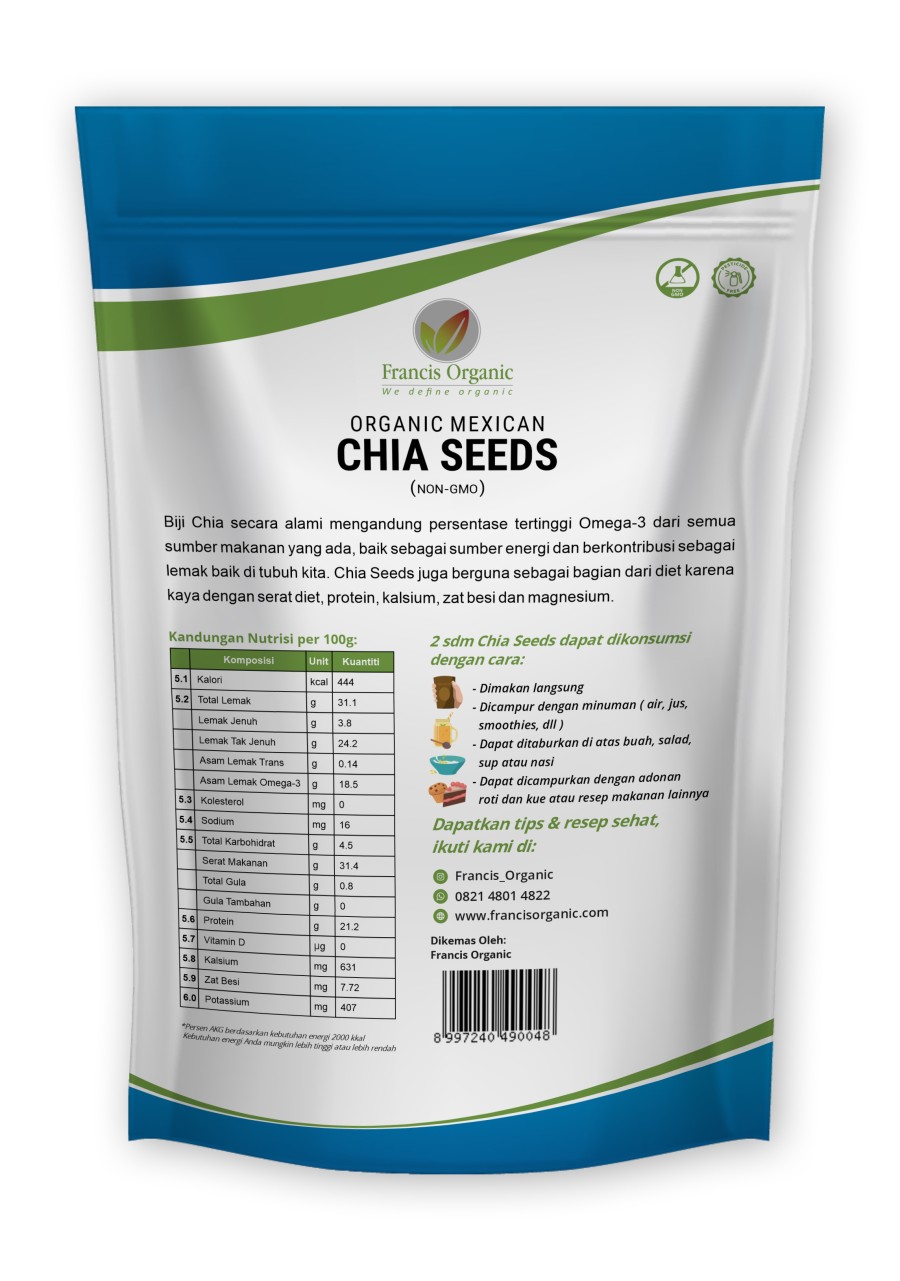 NON
GMO
PESTICIDE
FREE
Francis Organic
We define organic
ORGANIC MEXICAN
CHIA SEEDS
(NON-GMO)
Biji Chia secara alami mengandung persentase tertinggi Omega-3 dari semua
sumber makanan yang ada, baik sebagai sumber energi dan berkontribusi sebagai
lemak baik di tubuh kita. Chia Seeds juga berguna sebagai bagian dari diet karena
kaya dengan serat diet, protein, kalsium, zat besi dan magnesium.
Kandungan Nutrisi per 100g:
Komposisi Unit Kuantiti
5.1 Kalori kcal 444
5.2 Total Lemak g 31.1
Lemak Jenuh g 3.8
Lemak Tak Jenuh g 24.2
Asam Lemak Trans g 0.14
Asam Lemak Omega-3 g 18.5
5.3 Kolesterol mg 0
5.4 Sodium mg 16
5.5 Total Karbohidrat g 4.5
Serat Makanan g 31.4
Total Gula g 0.8
Gula Tambahan g 0
5.6 Protein g 21.2
5.7 Vitamin D µg 0
5.8 Kalsium mg 631
5.9 Zat Besi mg 7.72
6.0 Potassium mg 407
*Persen AKG berdasarkan kebutuhan energi 2000 kkal
Kebutuhan energi Anda mungkin lebih tinggi atau lebih rendah
2 sdm Chia Seeds dapat dikonsumsi
dengan cara:
- Dimakan langsung
- Dicampur dengan minuman ( air, jus,
smoothies, dll )
- Dapat ditaburkan di atas buah, salad,
sup atau nasi
- Dapat dicampurkan dengan adonan
roti dan kue atau resep makanan lainnya
Dapatkan tips & resep sehat,
ikuti kami di:
Francis_Organic
0821 4801 4822
www.francisorganic.com
Dikemas Oleh:
Francis Organic
8 997240 490048